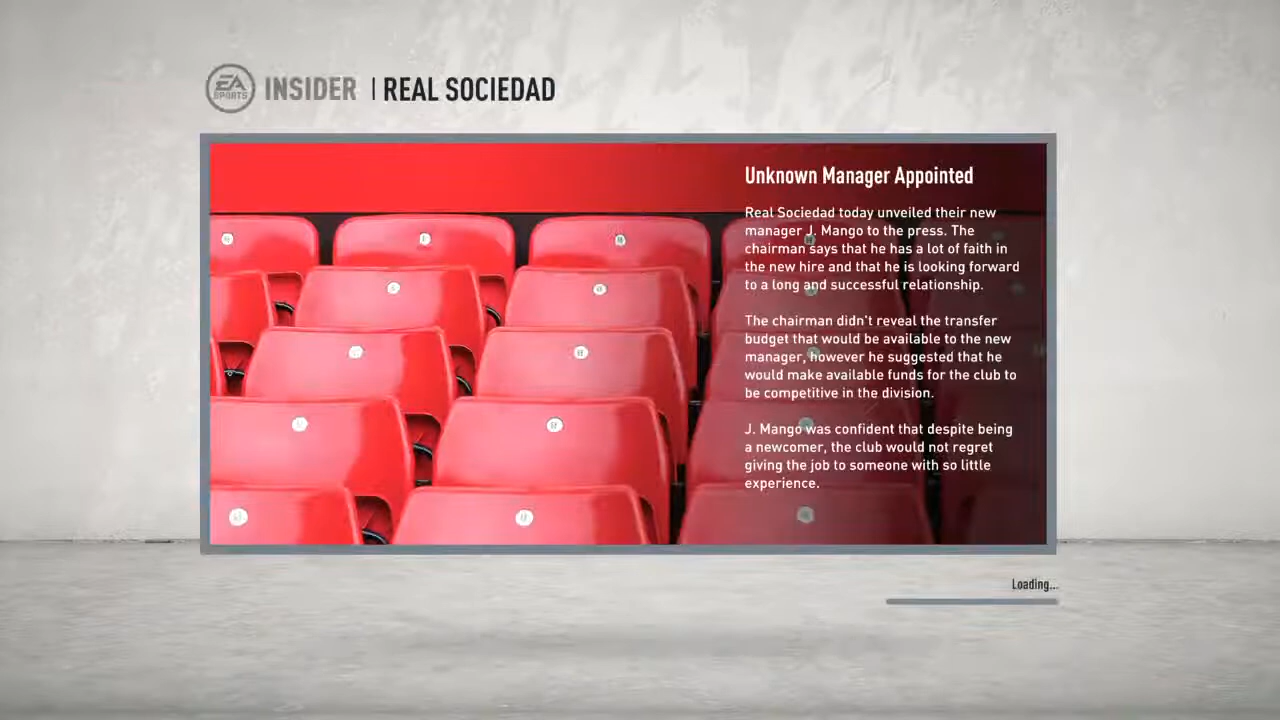 EA
SPORTS
INSIDER | REAL SOCIEDAD
Unknown Manager Appointed
Real Sociedad today unveiled their new
manager J. Mango to the press. The
chairman says that he has a lot of faith in
the new hire and that he is looking forward
to a long and successful relationship.
The chairman didn't reveal the transfer
budget that would be available to the new
manager, however he suggested that he
would make available funds for the club to
be competitive in the division.
J. Mango was confident that despite being
a newcomer, the club would not regret
giving the job to someone with so little
experience.
Loading...